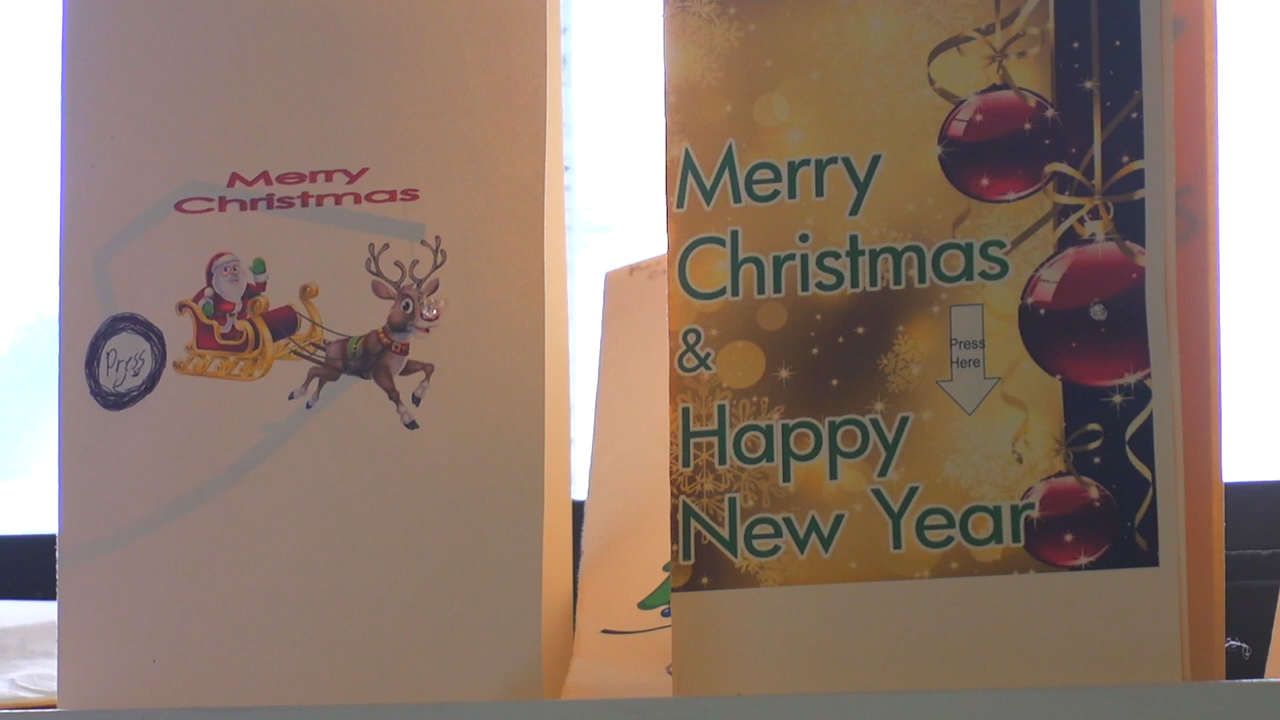 Merry
Christmas
Press
Merry
Christmas
&
Happy
New Year
Press
Here